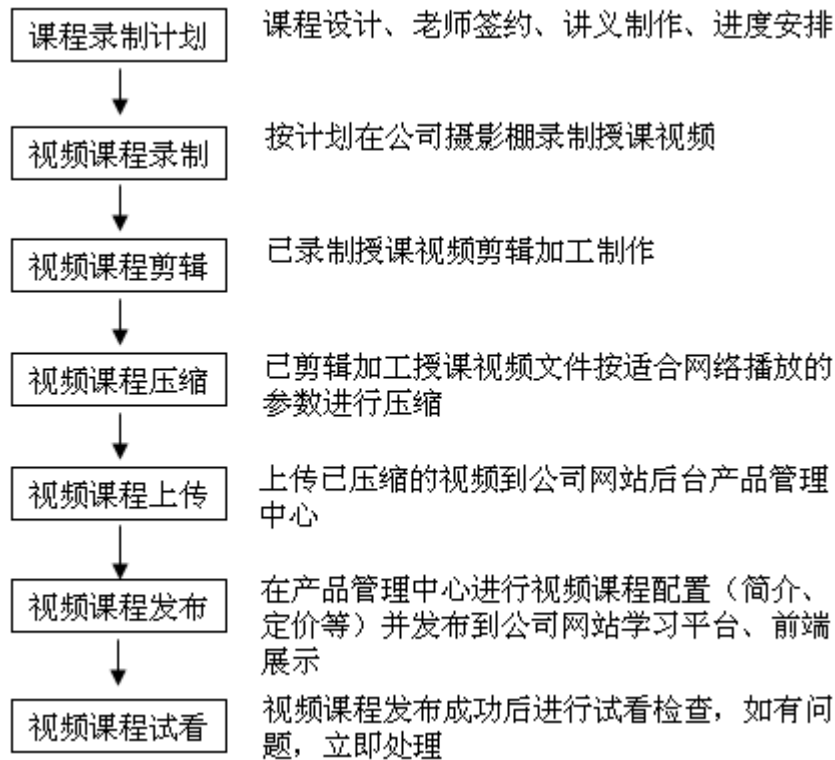 课程录制计划
课程设计、老师签约、讲义制作、进度安排
视频课程录制
按计划在公司摄影棚录制授课视频
视频课程剪辑
已录制授课视频剪辑加工制作
视频课程压缩
已剪辑加工授课视频文件按适合网络播放的
参数进行压缩
视频课程上传
上传已压缩的视频到公司网站后台产品管理
中心
视频课程发布
在产品管理中心进行视频课程配置（简介、
定价等）并发布到公司网站学习平台、前端
展示
视频课程试看
视频课程发布成功后进行试看检查，如有问
题，立即处理